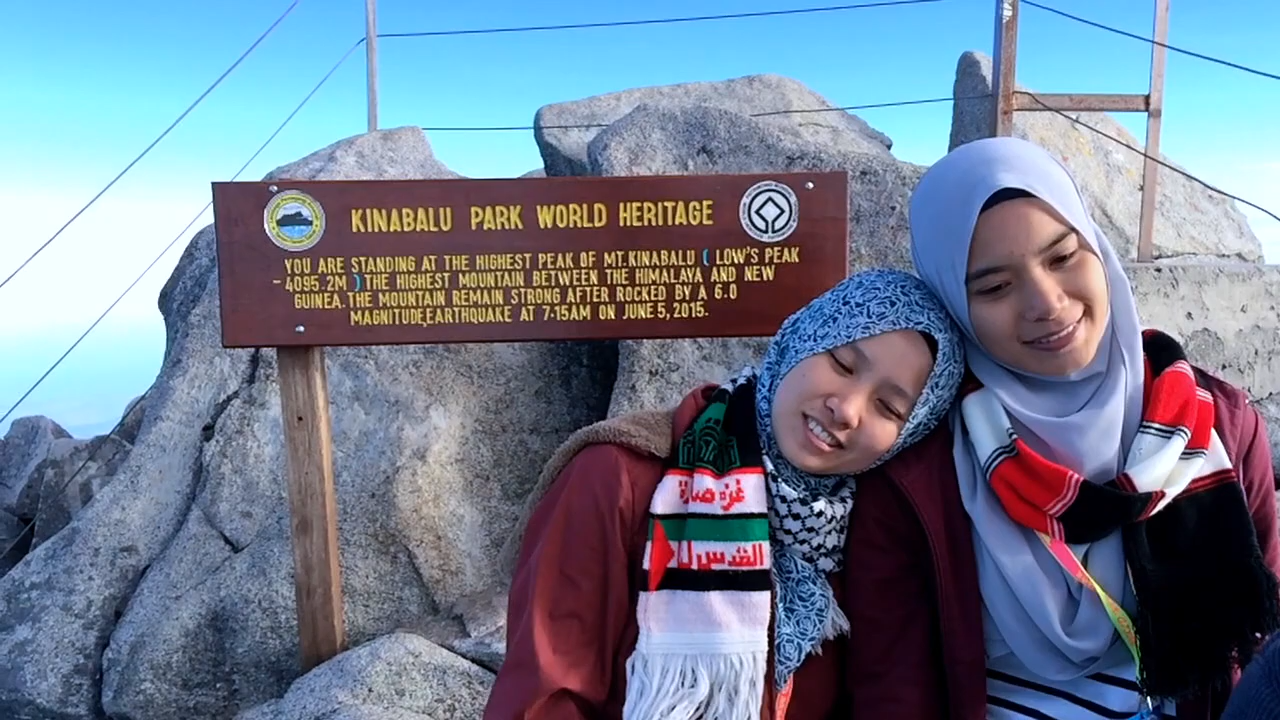 KINABALU PARK WORLD HERITAGE
YOU ARE STANDING AT THE HIGHEST PEAK OF MT.KINABALU ( LOW'S PEAK
- 4095.2M ) THE HIGHEST MOUNTAIN BETWEEN THE HIMALAYA AND NEW
GUINEA. THE MOUNTAIN REMAIN STRONG AFTER ROCKED BY A 6.0
MAGNITUDE,EARTHQUAKE AT 7-15AM ON JUNE 5, 2015.
غزة
القدس لنا